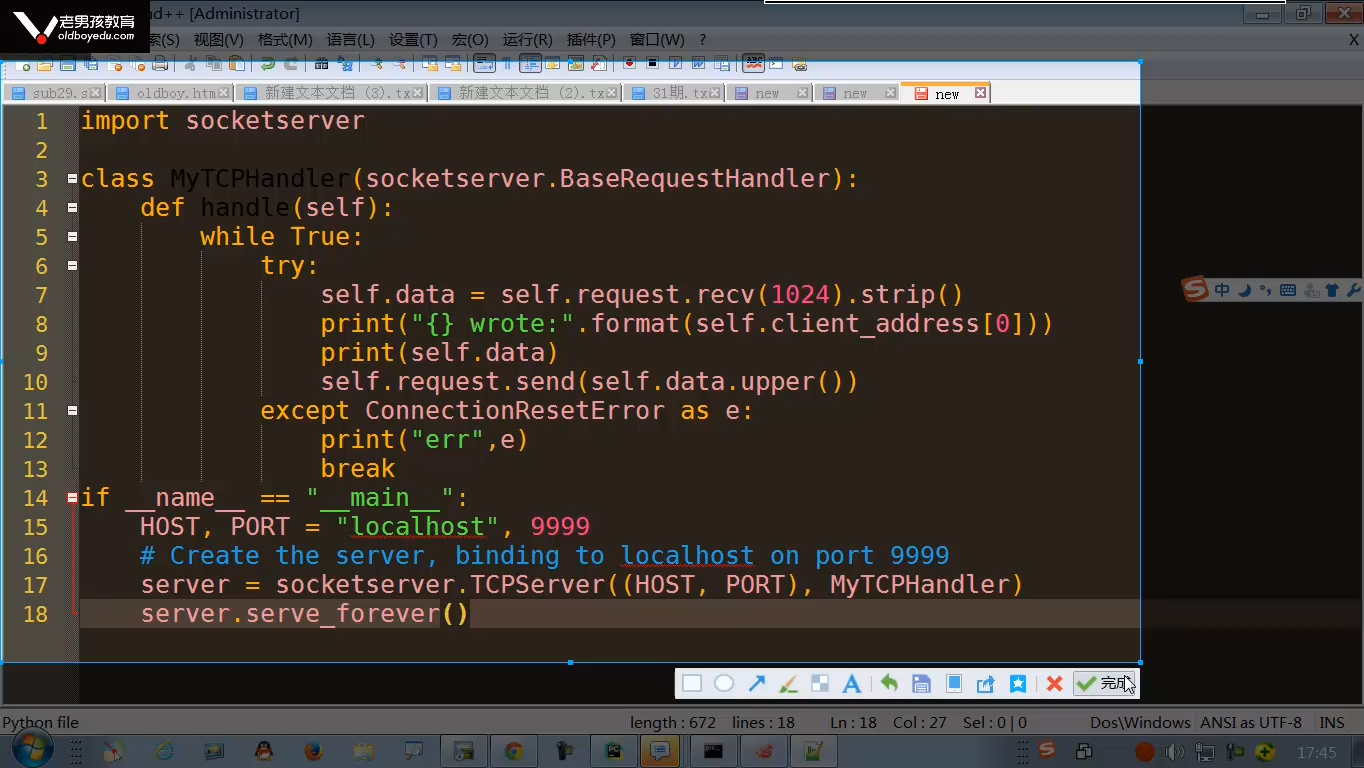 老男孩教育
oldboyedu.com
d++ [Administrator]
索(S) 视图(V) 格式(M) 语言(L) 设置(T) 宏(O) 运行(R) 插件(P) 窗口(W) ? X
sub29.s oldboy.htm 新建文本文档 (3).tx 新建文本文档 (2).tx 31期.tx new new new
1 import socketserver
2
3 class MyTCPHandler(socketserver.BaseRequestHandler):
4 def handle(self):
5 while True:
6 try:
7 self.data = self.request.recv(1024).strip()
8 print("{} wrote:".format(self.client_address[0]))
9 print(self.data)
10 self.request.send(self.data.upper())
11 except ConnectionResetError as e:
12 print("err",e)
13 break
14 if __name__ == "__main__":
15 HOST, PORT = "localhost", 9999
16 # Create the server, binding to localhost on port 9999
17 server = socketserver.TCPServer((HOST, PORT), MyTCPHandler)
18 server.serve_forever()
中
完成
Python file length : 672 lines : 18 Ln : 18 Col : 27 Sel : 0 | 0 Dos\Windows ANSI as UTF-8 INS
17:45